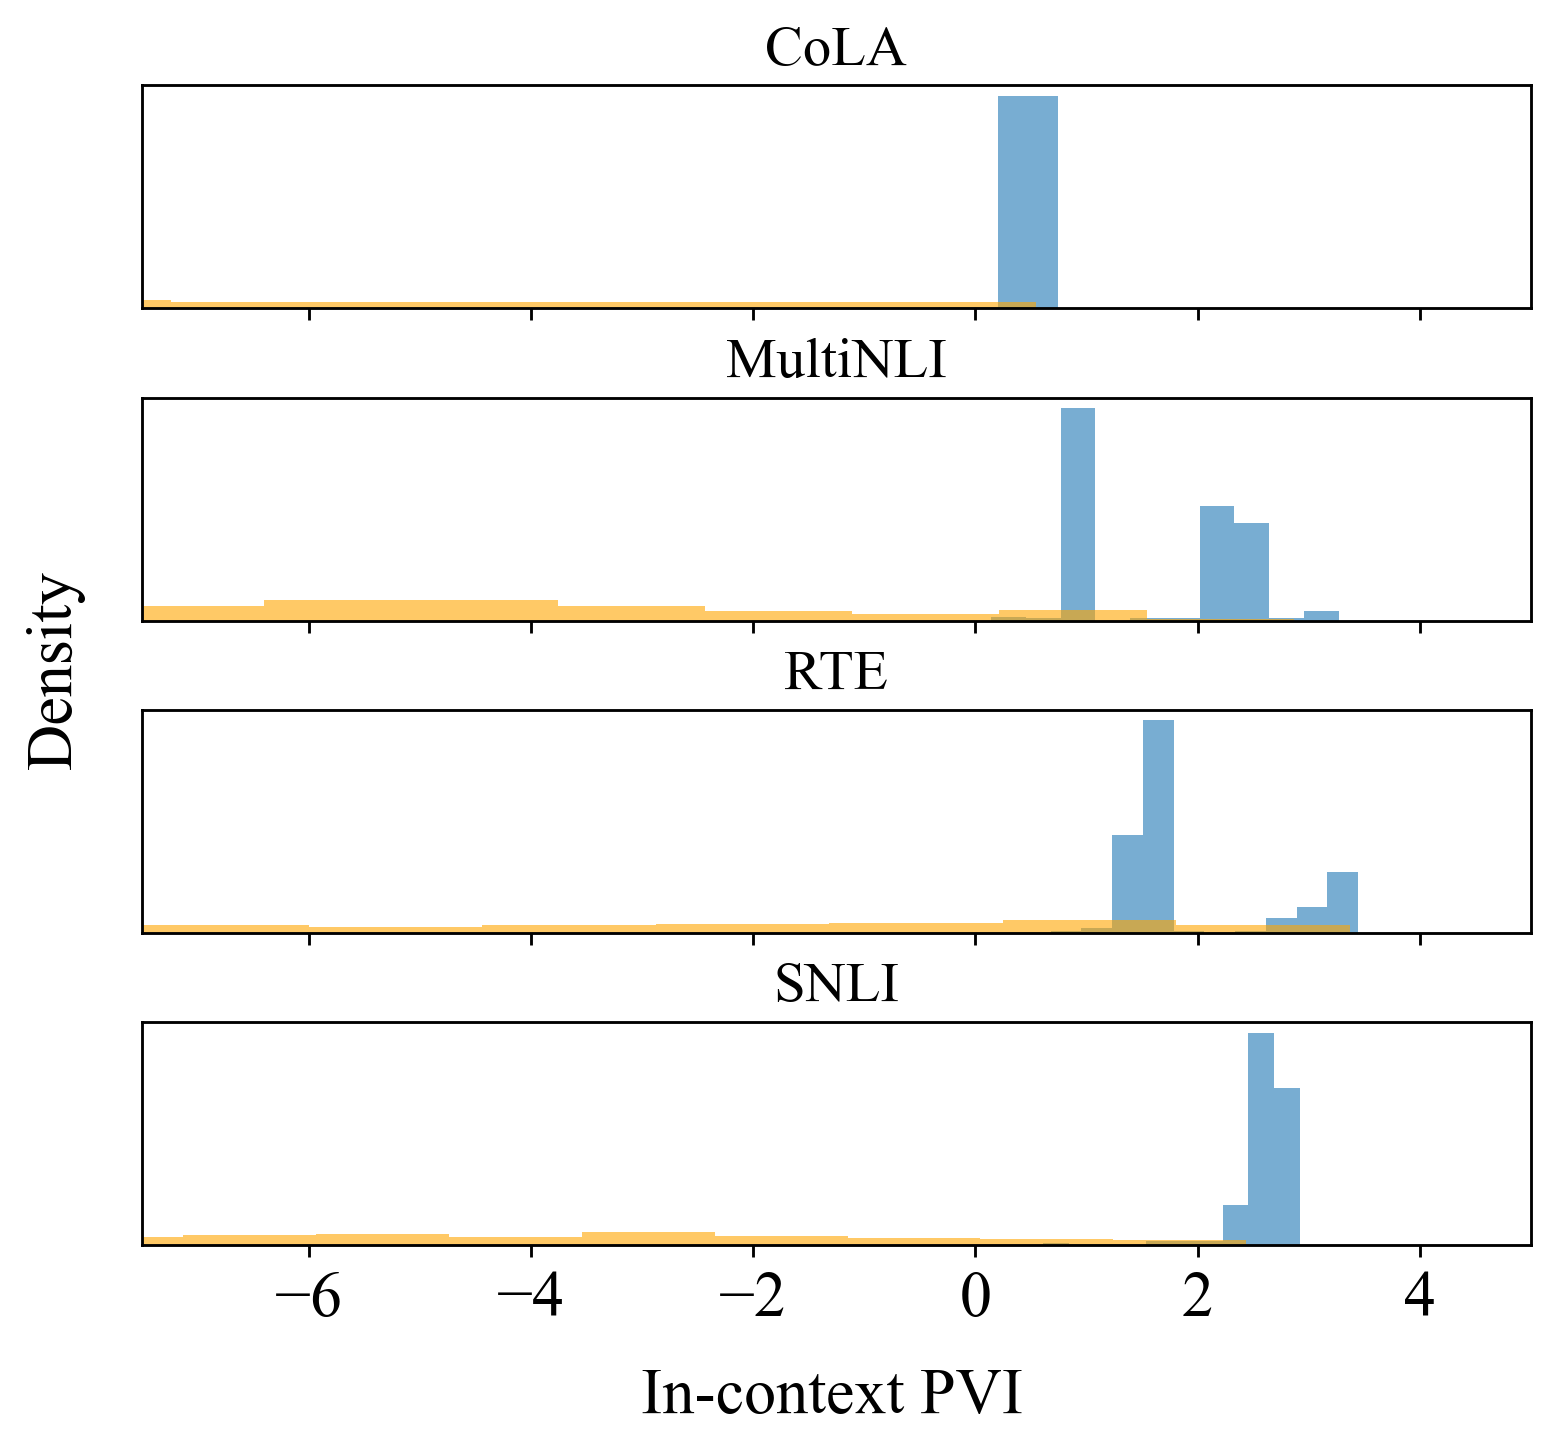 CoLA
MultiNLI
RTE
SNLI
Density
−6 −4 −2 0 2 4
In-context PVI